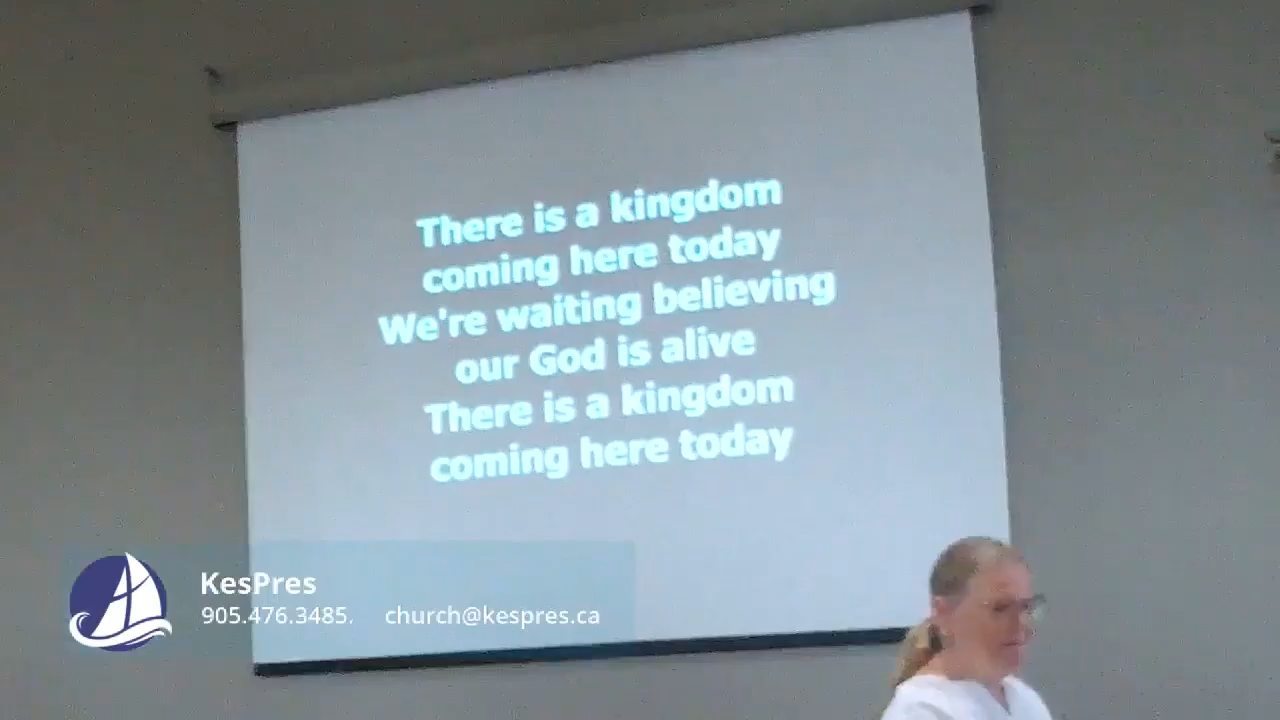 There is a kingdom
coming here today
We're waiting believing
our God is alive
There is a kingdom
coming here today
KesPres
905.476.3485. church@kespres.ca